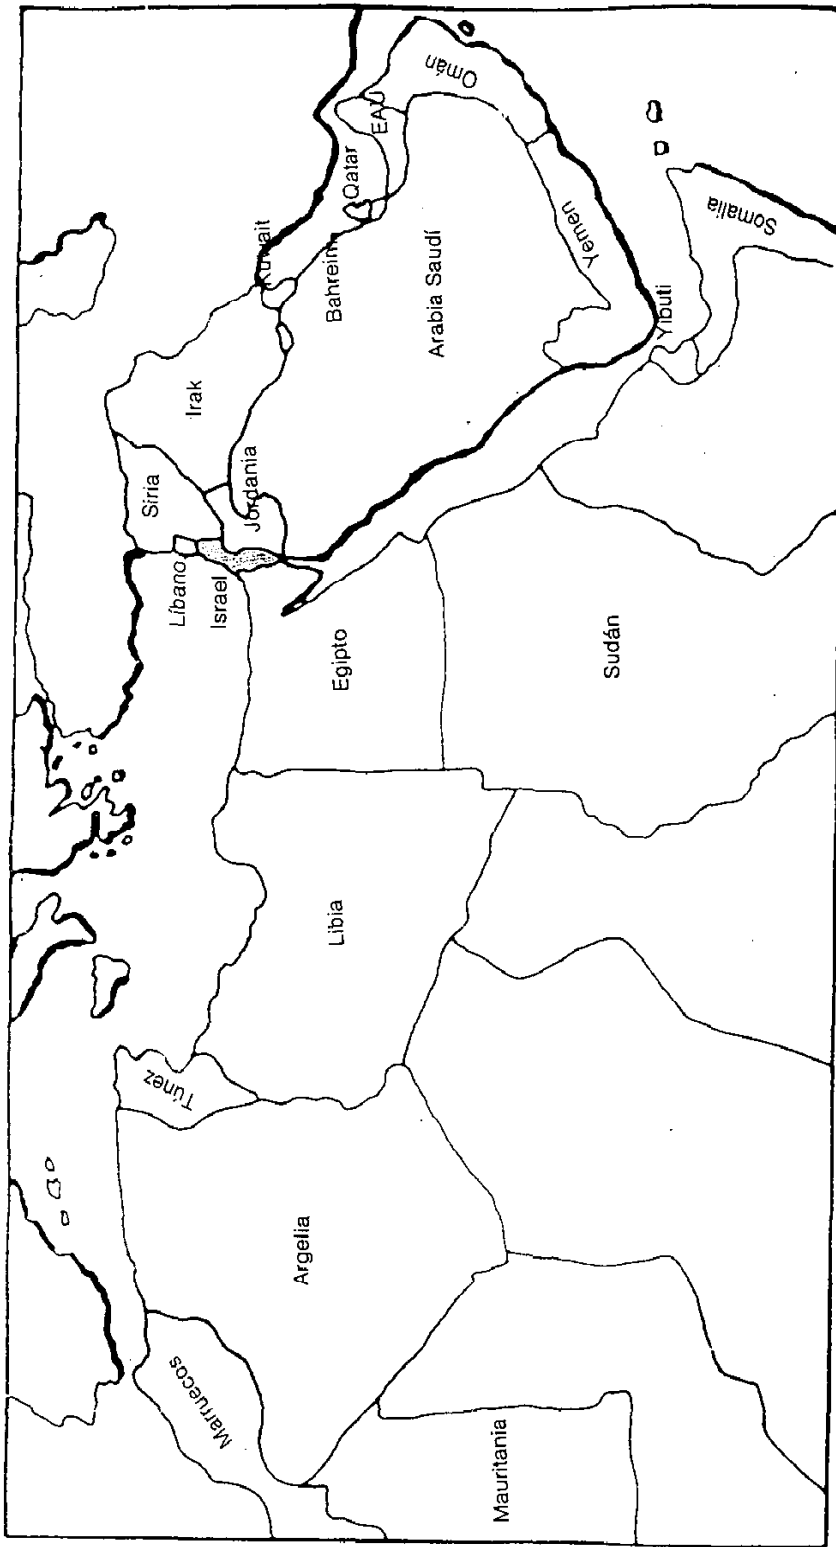 Marruecos
Mauritania
Argelia
Túnez
Libia
Egipto
Sudán
Líbano
Israel
Siria
Jordania
Irak
Kuwait
Bahrein
Qatar
EAU
Arabia Saudí
Omán
Yemen
Yibuti
Somalia